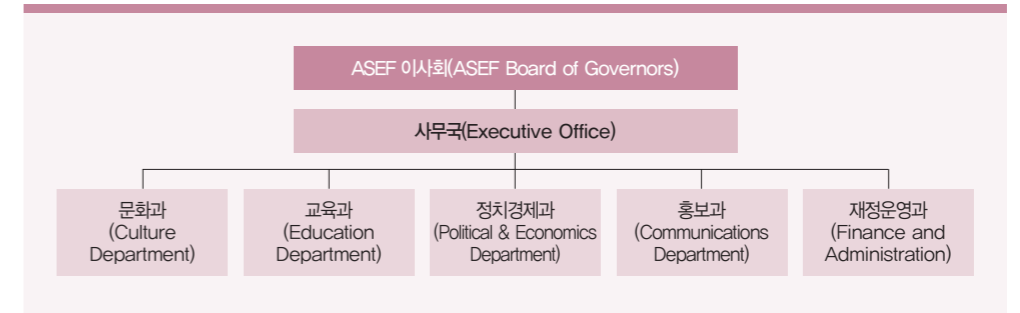 ASEF 이사회(ASEF Board of Governors)
사무국(Executive Office)
문화과
(Culture
Department)
교육과
(Education
Department)
정치경제과
(Political & Economics
Department)
홍보과
(Communications
Department)
재정운영과
(Finance and
Administration)